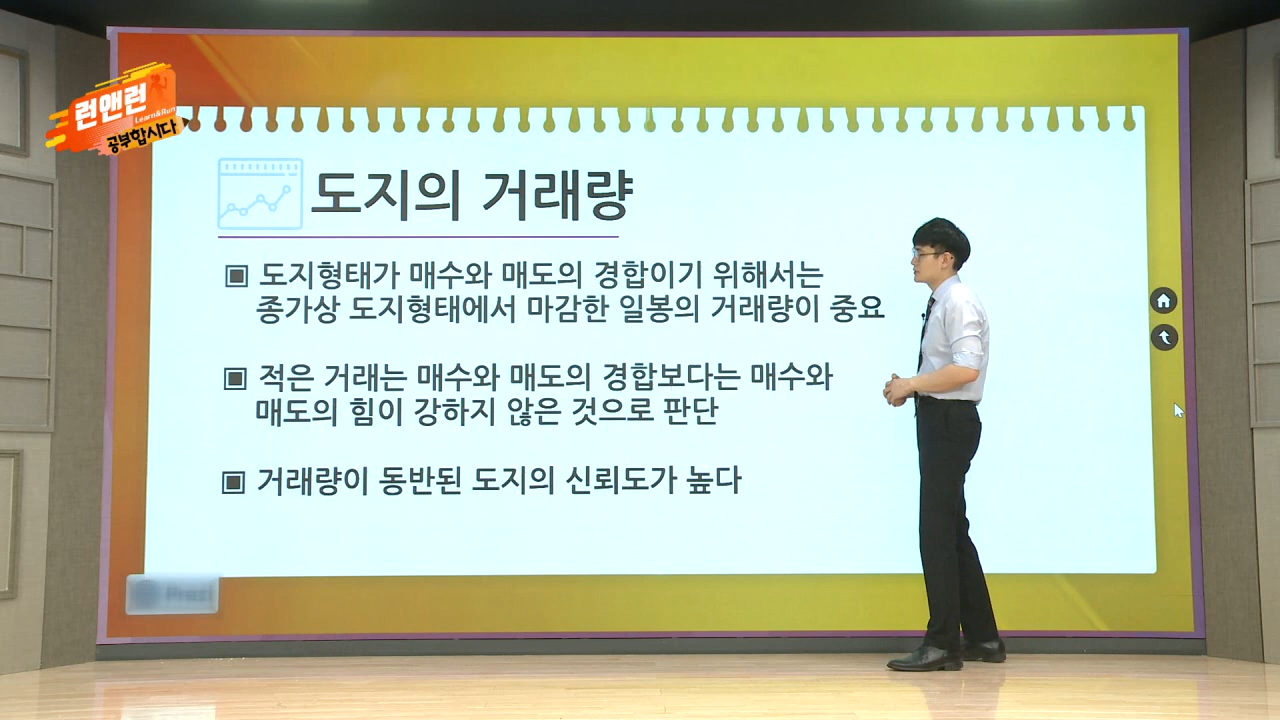 런앤런
Learn&Run
공부합시다
도지의 거래량
▣ 도지형태가 매수와 매도의 경합이기 위해서는
종가상 도지형태에서 마감한 일봉의 거래량이 중요
▣ 적은 거래는 매수와 매도의 경합보다는 매수와
매도의 힘이 강하지 않은 것으로 판단
▣ 거래량이 동반된 도지의 신뢰도가 높다
Prezi